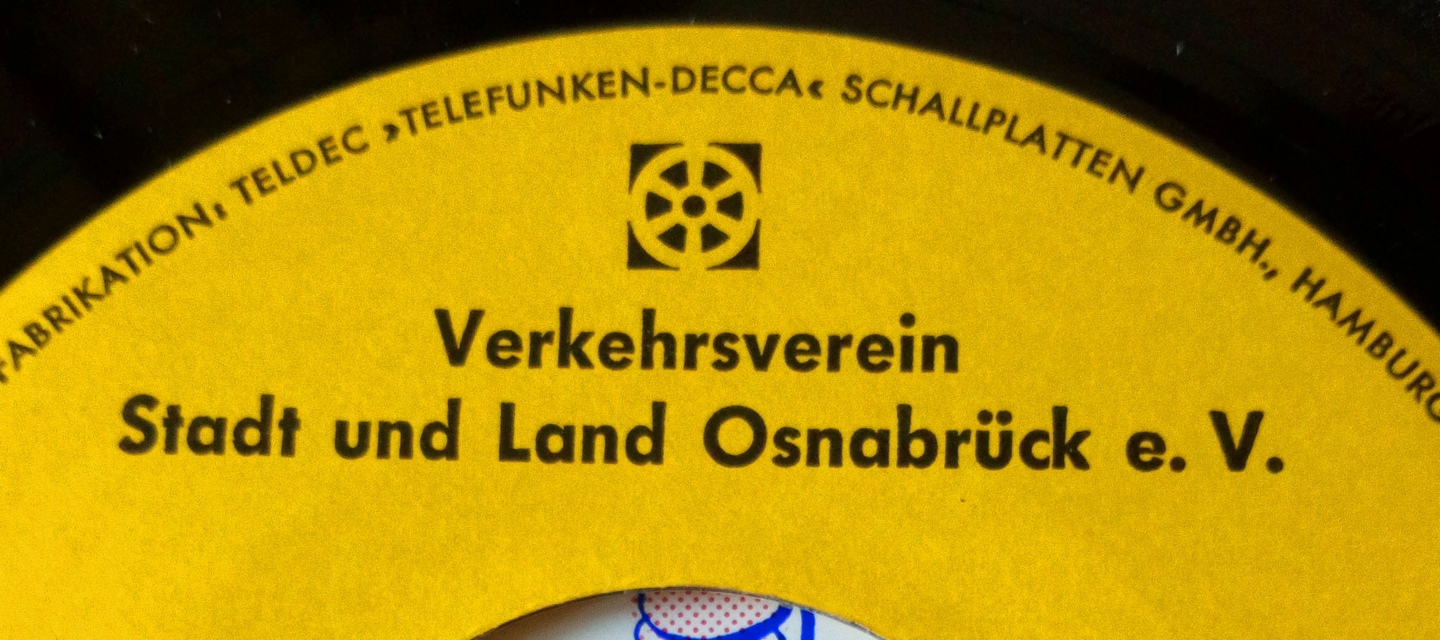 FABRIKATION: TELDEC »TELEFUNKEN-DECCA« SCHALLPLATTEN GMBH., HAMBURG
Verkehrsverein
Stadt und Land Osnabrück e. V.